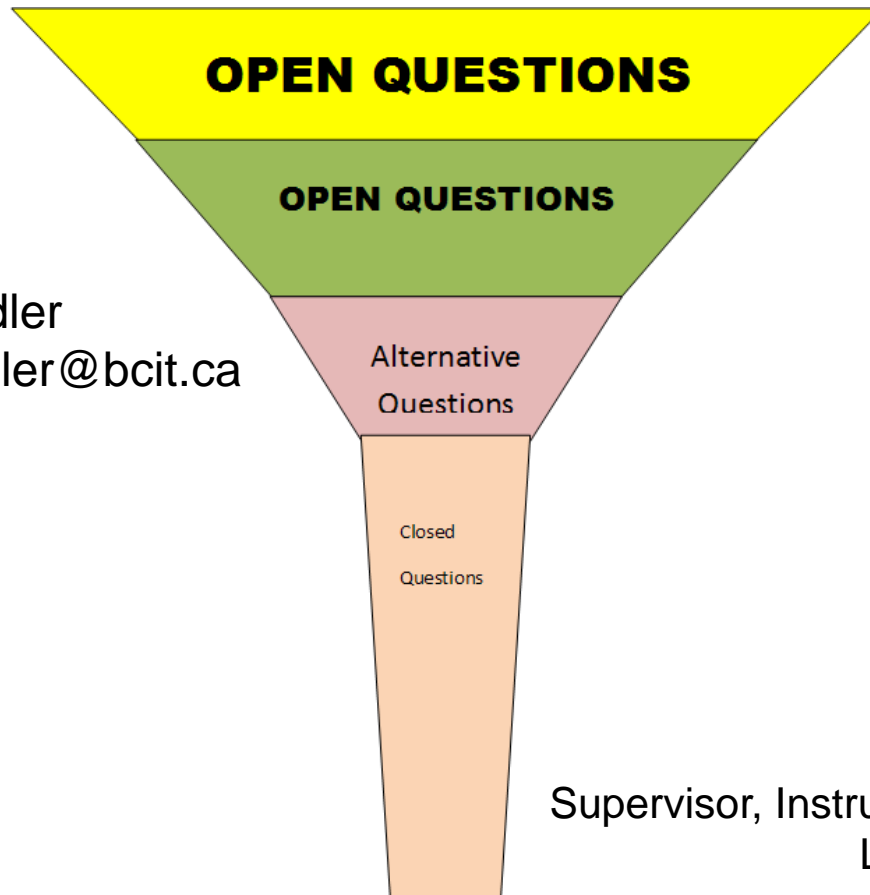 OPEN QUESTIONS
OPEN QUESTIONS
dler
ler@bcit.ca
Alternative
Questions
Closed
Questions
Supervisor, Instru
L